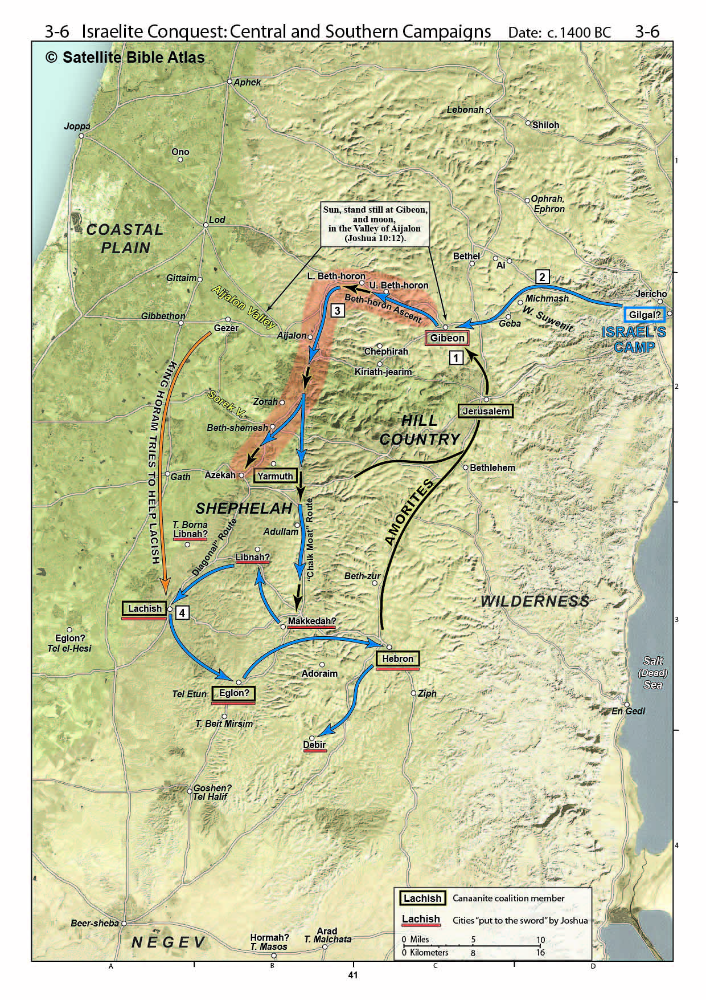 3-6 Israelite Conquest: Central and Southern Campaigns Date: c. 1400 BC 3-6
© Satellite Bible Atlas
Aphek
Lebonah
Shiloh
Joppa
Ono
1
Ophrah,
Ephron
Sun, stand still at Gibeon,
and moon,
in the Valley of Aijalon
(Joshua 10:12).
Lod
COASTAL
PLAIN
Bethel
Ai
L. Beth-horon
U. Beth-horon
Beth-horon Ascent
2
Gittaim
Aijalon Valley
Michmash
Jericho
3
W. Suwenit
Gilgal?
Gibbethon
Gezer
Geba
ISRAEL'S
CAMP
Aijalon
Gibeon
Chephirah
1
Kiriath-jearim
KING HORAM TRIES TO HELP LACISH
2
Sorek V.
Zorah
Jerusalem
Beth-shemesh
HILL
COUNTRY
Gath
Azekah
Yarmuth
Bethlehem
AMORITES
SHEPHELAH
T. Borna
Libnah?
Diagonal” Route
Adullam
“Chalk Moat” Route
Libnah?
Beth-zur
WILDERNESS
Lachish
4
Makkedah?
3
Eglon?
Tel el-Hesi
Hebron
Salt
(Dead)
Sea
Adoraim
Tel Etun
Eglon?
Ziph
En Gedi
T. Beit Mirsim
Debir
Goshen?
Tel Halif
4
4
Lachish Canaanite coalition member
Lachish Cities “put to the sword” by Joshua
0 Miles 5 10
0 Kilometers 8 16
Beer-sheba
NEGEV
Hormah?
T. Masos
Arad
T. Malchata
A B C D
41